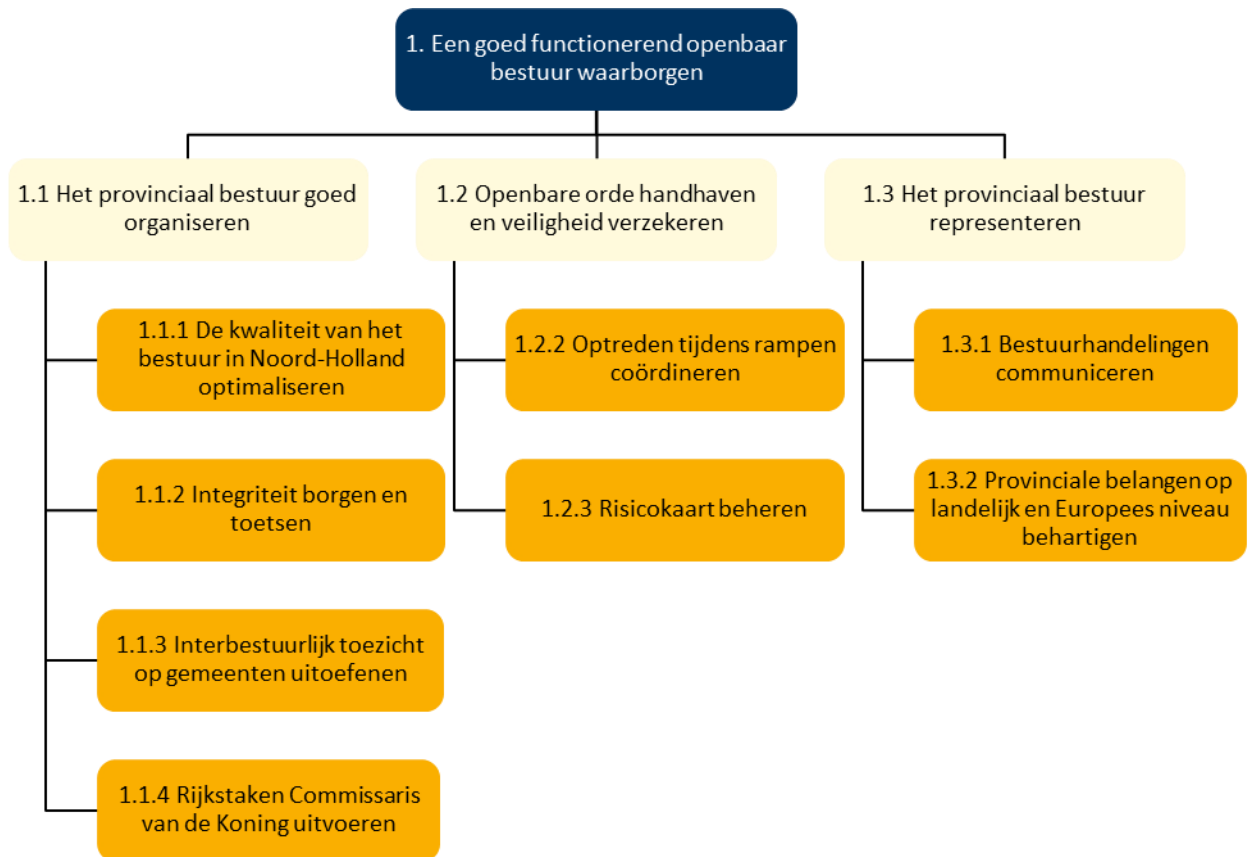 1. Een goed functionerend openbaar
bestuur waarborgen
1.1 Het provinciaal bestuur goed
organiseren
1.2 Openbare orde handhaven
en veiligheid verzekeren
1.3 Het provinciaal bestuur
representeren
1.1.1 De kwaliteit van het
bestuur in Noord-Holland
optimaliseren
1.2.2 Optreden tijdens rampen
coördineren
1.3.1 Bestuurhandelingen
communiceren
1.1.2 Integriteit borgen en
toetsen
1.2.3 Risicokaart beheren
1.3.2 Provinciale belangen op
landelijk en Europees niveau
behartigen
1.1.3 Interbestuurlijk toezicht
op gemeenten uitoefenen
1.1.4 Rijkstaken Commissaris
van de Koning uitvoeren